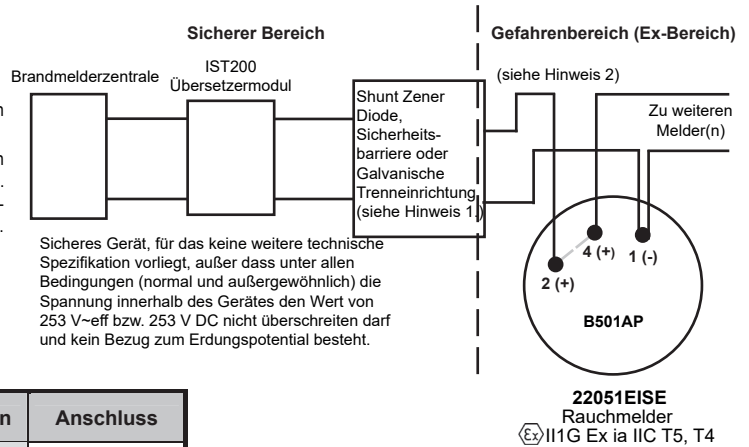 Sicherer Bereich
Gefahrenbereich (Ex-Bereich)
Brandmelderzentrale
IST200
Übersetzermodul
Shunt Zener
Diode,
Sicherheits-
barriere oder
Galvanische
Trenneinrichtung
(siehe Hinweis 1.)
(siehe Hinweis 2)
Zu weiteren
Melder(n)
4 (+)
1 (-)
2 (+)
B501AP
Sicheres Gerät, für das keine weitere technische
Spezifikation vorliegt, außer dass unter allen
Bedingungen (normal und außergewöhnlich) die
Spannung innerhalb des Gerätes den Wert von
253 V~eff bzw. 253 V DC nicht überschreiten darf
und kein Bezug zum Erdungspotential besteht.
22051EISE
Rauchmelder
Ex II1G Ex ia IIC T5, T4
n
Anschluss